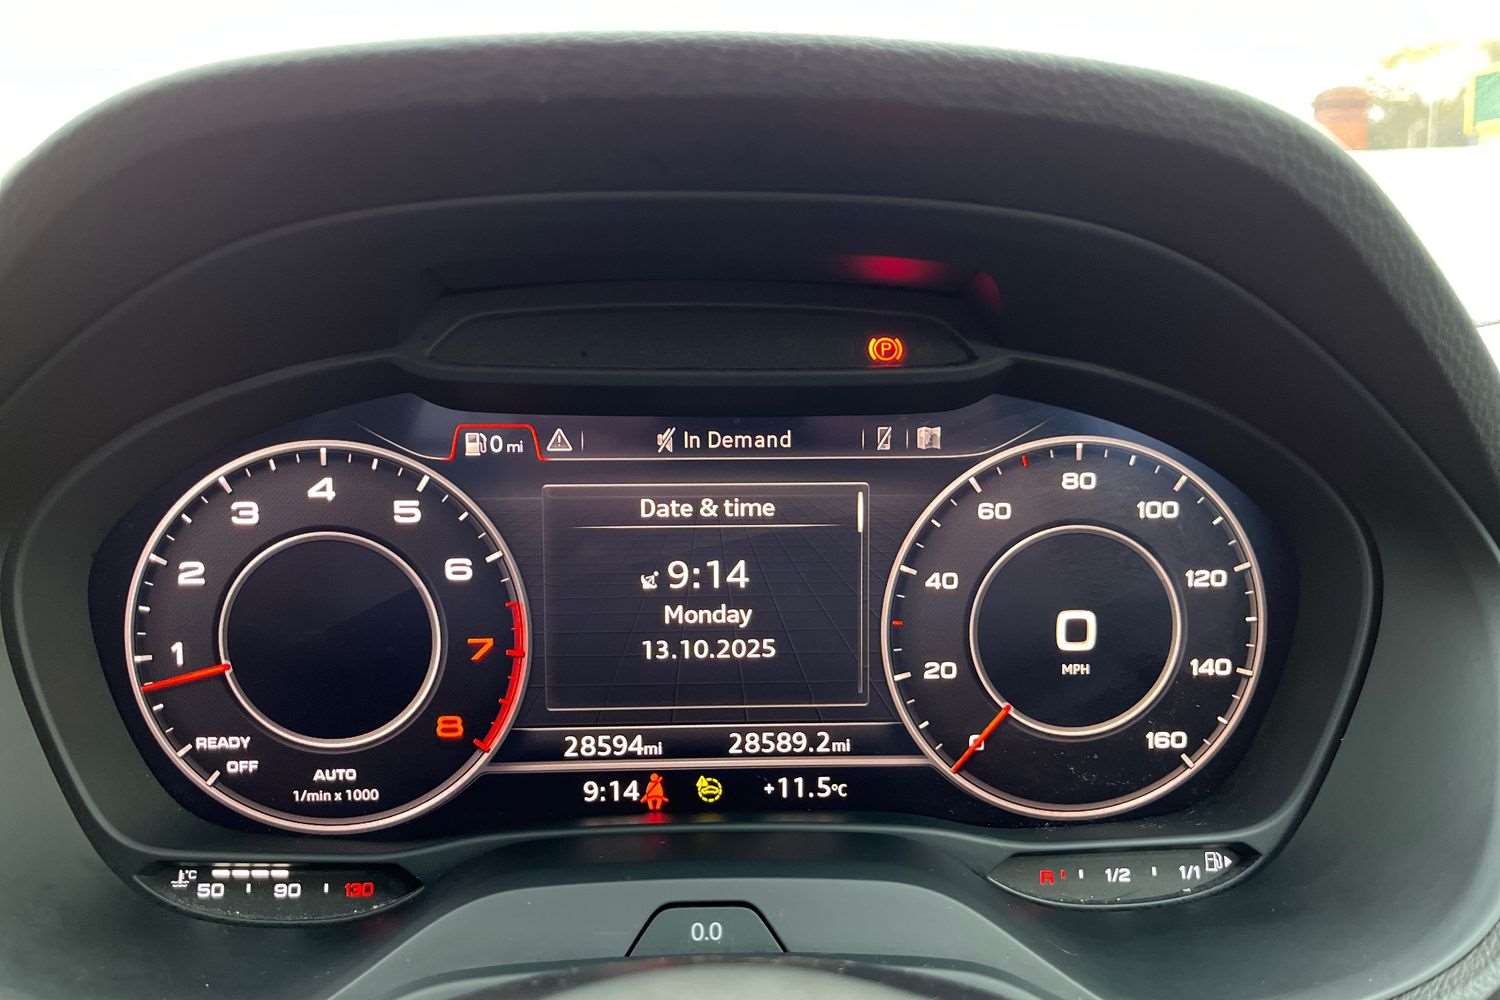 P
0 mi
In Demand
Date & time
9:14
Monday
13.10.2025
1
2
3
4
5
6
7
8
READY
OFF
AUTO
1/min x 1000
0
20
40
60
80
100
120
140
160
0
MPH
28594mi
28589.2mi
9:14
+11.5°C
°C
50
90
130
R
1/2
1/1
0.0